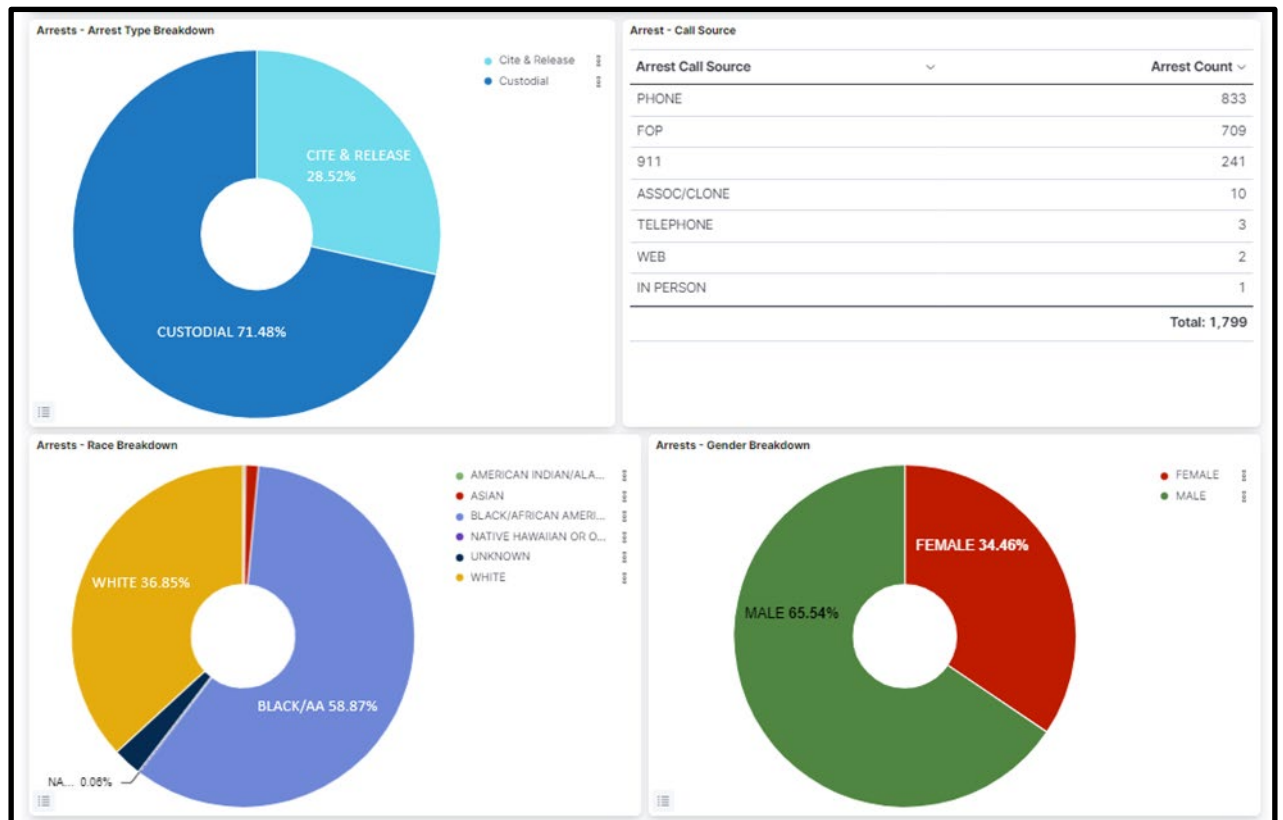 Arrests - Arrest Type Breakdown
Cite & Release
Custodial
CITE & RELEASE
28.52%
CUSTODIAL 71.48%
Arrest - Call Source
Arrest Call Source Arrest Count
PHONE 833
FOP 709
911 241
ASSOC/CLONE 10
TELEPHONE 3
WEB 2
IN PERSON 1
Total: 1,799
Arrests - Race Breakdown
AMERICAN INDIAN/ALA...
ASIAN
BLACK/AFRICAN AMERI...
NATIVE HAWAIIAN OR O...
UNKNOWN
WHITE
WHITE 36.85%
BLACK/AA 58.87%
NA... 0.06%
Arrests - Gender Breakdown
FEMALE
MALE
FEMALE 34.46%
MALE 65.54%